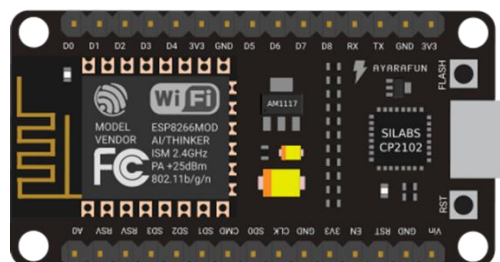 D0 D1 D2 D3 D4 3V3 GND D5 D6 D7 D8 RX TX GND 3V3
AYARAFUN
FLASH
WiFi
MODEL
VENDOR
ESP8266MOD
AI/THINKER
ISM 2.4GHz
PA +25dBm
802.11b/g/n
FC
AM1117
SILABS
CP2102
RST
A0 RSV RSV SD3 SD2 SD1 CMD SD0 CLK GND 3V3 EN RST GND Vin